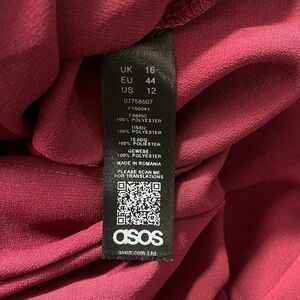 UK 16
EU 44
US 12
07758507
F100041
FABRIC
100% POLYESTER
TISSU
100% POLYESTER
TEJIDO
100% POLYESTER
GEWEBE
100% POLYESTER
MADE IN ROMANIA
PLEASE SCAN ME
FOR TRANSLATIONS
asos
asos.com Ltd